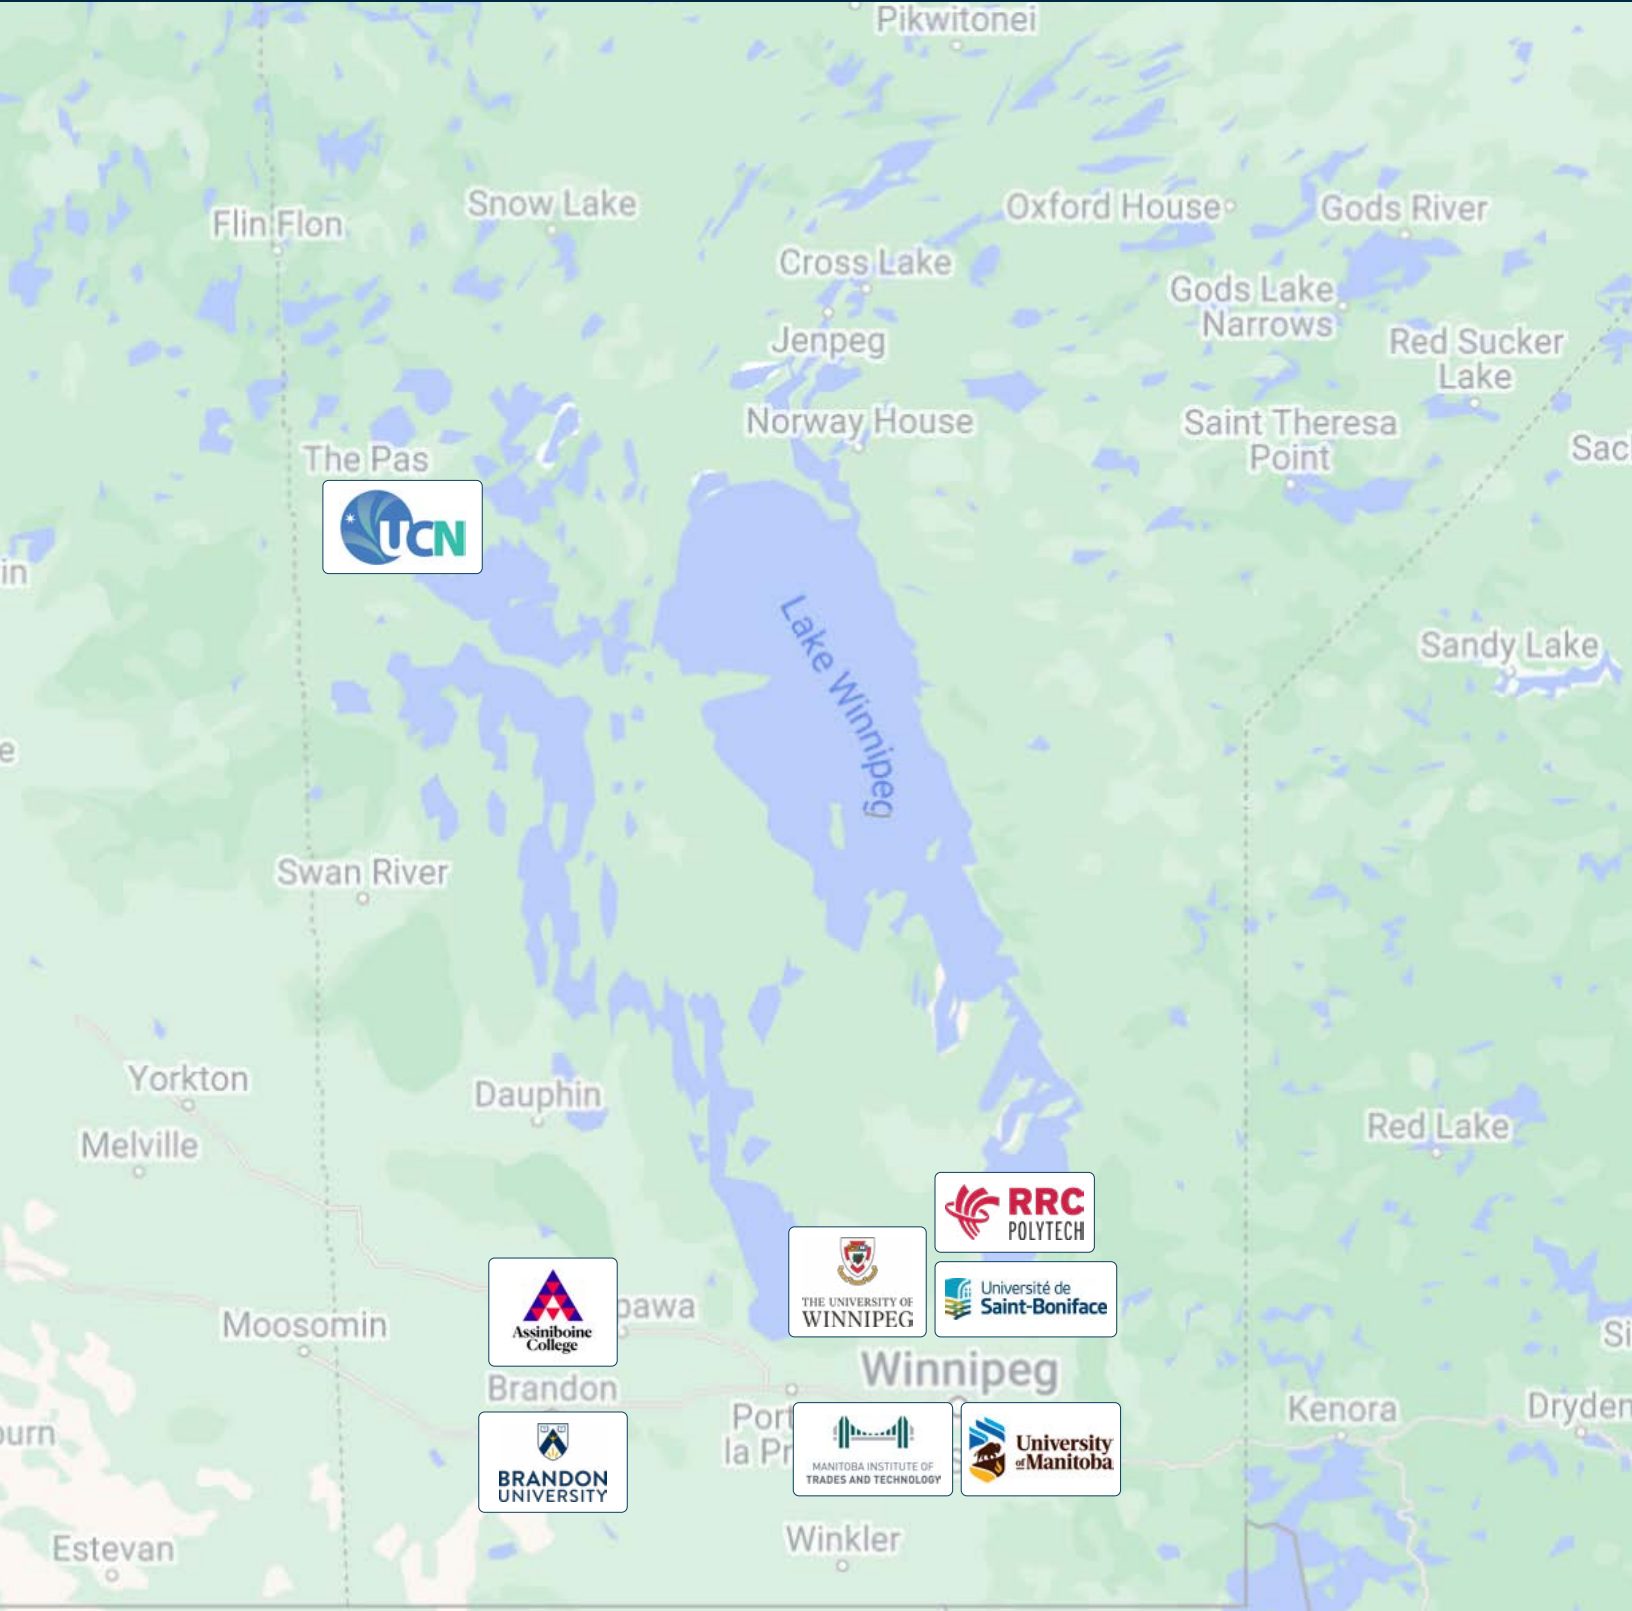 Pikwitonei
Snow Lake
Oxford House
Gods River
Flin Flon
Cross Lake
Gods Lake
Narrows
Jenpeg
Red Sucker
Lake
Norway House
Saint Theresa
Point
The Pas
UCN
Lake Winnipeg
Sandy Lake
Swan River
Yorkton
Dauphin
Melville
Red Lake
RRC
POLYTECH
THE UNIVERSITY OF
WINNIPEG
Université de
Saint-Boniface
Assiniboine
College
Moosomin
Winnipeg
Brandon
Kenora
Dryden
BRANDON
UNIVERSITY
MANITOBA INSTITUTE OF
TRADES AND TECHNOLOGY
University
of Manitoba
Winkler
Estevan